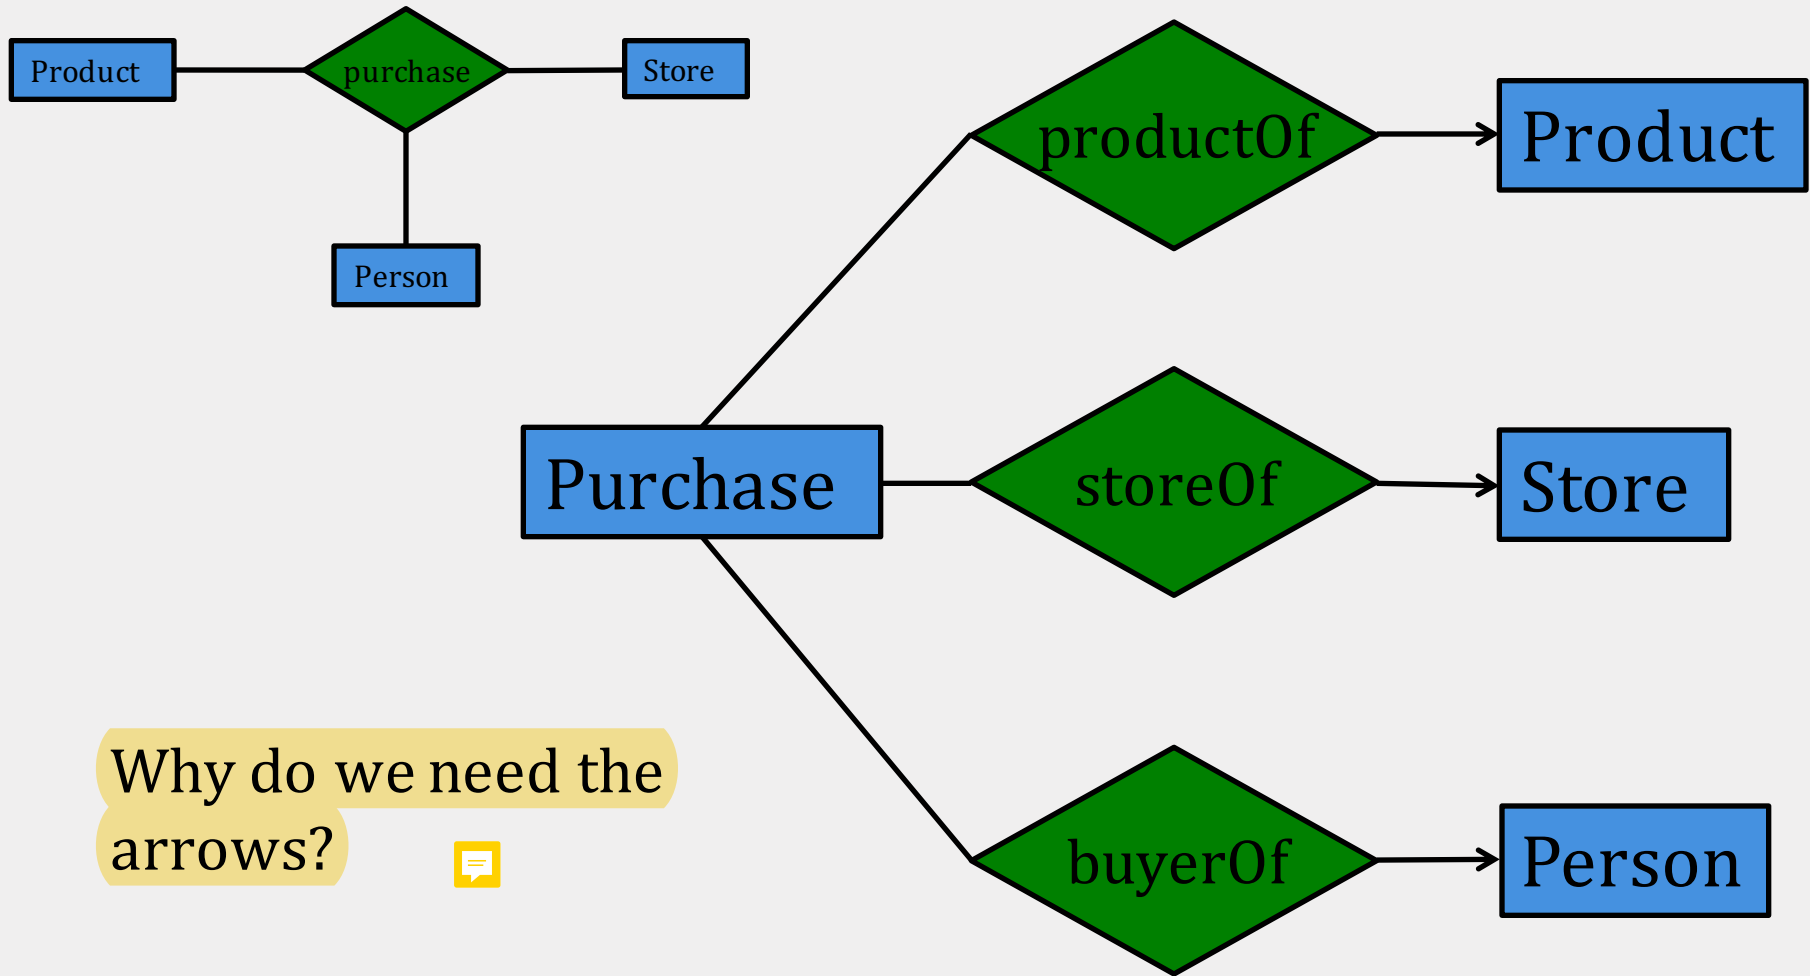 Product
purchase
Store
Person
productOf
Product
Purchase
storeOf
Store
Why do we need the
arrows?
buyerOf
Person